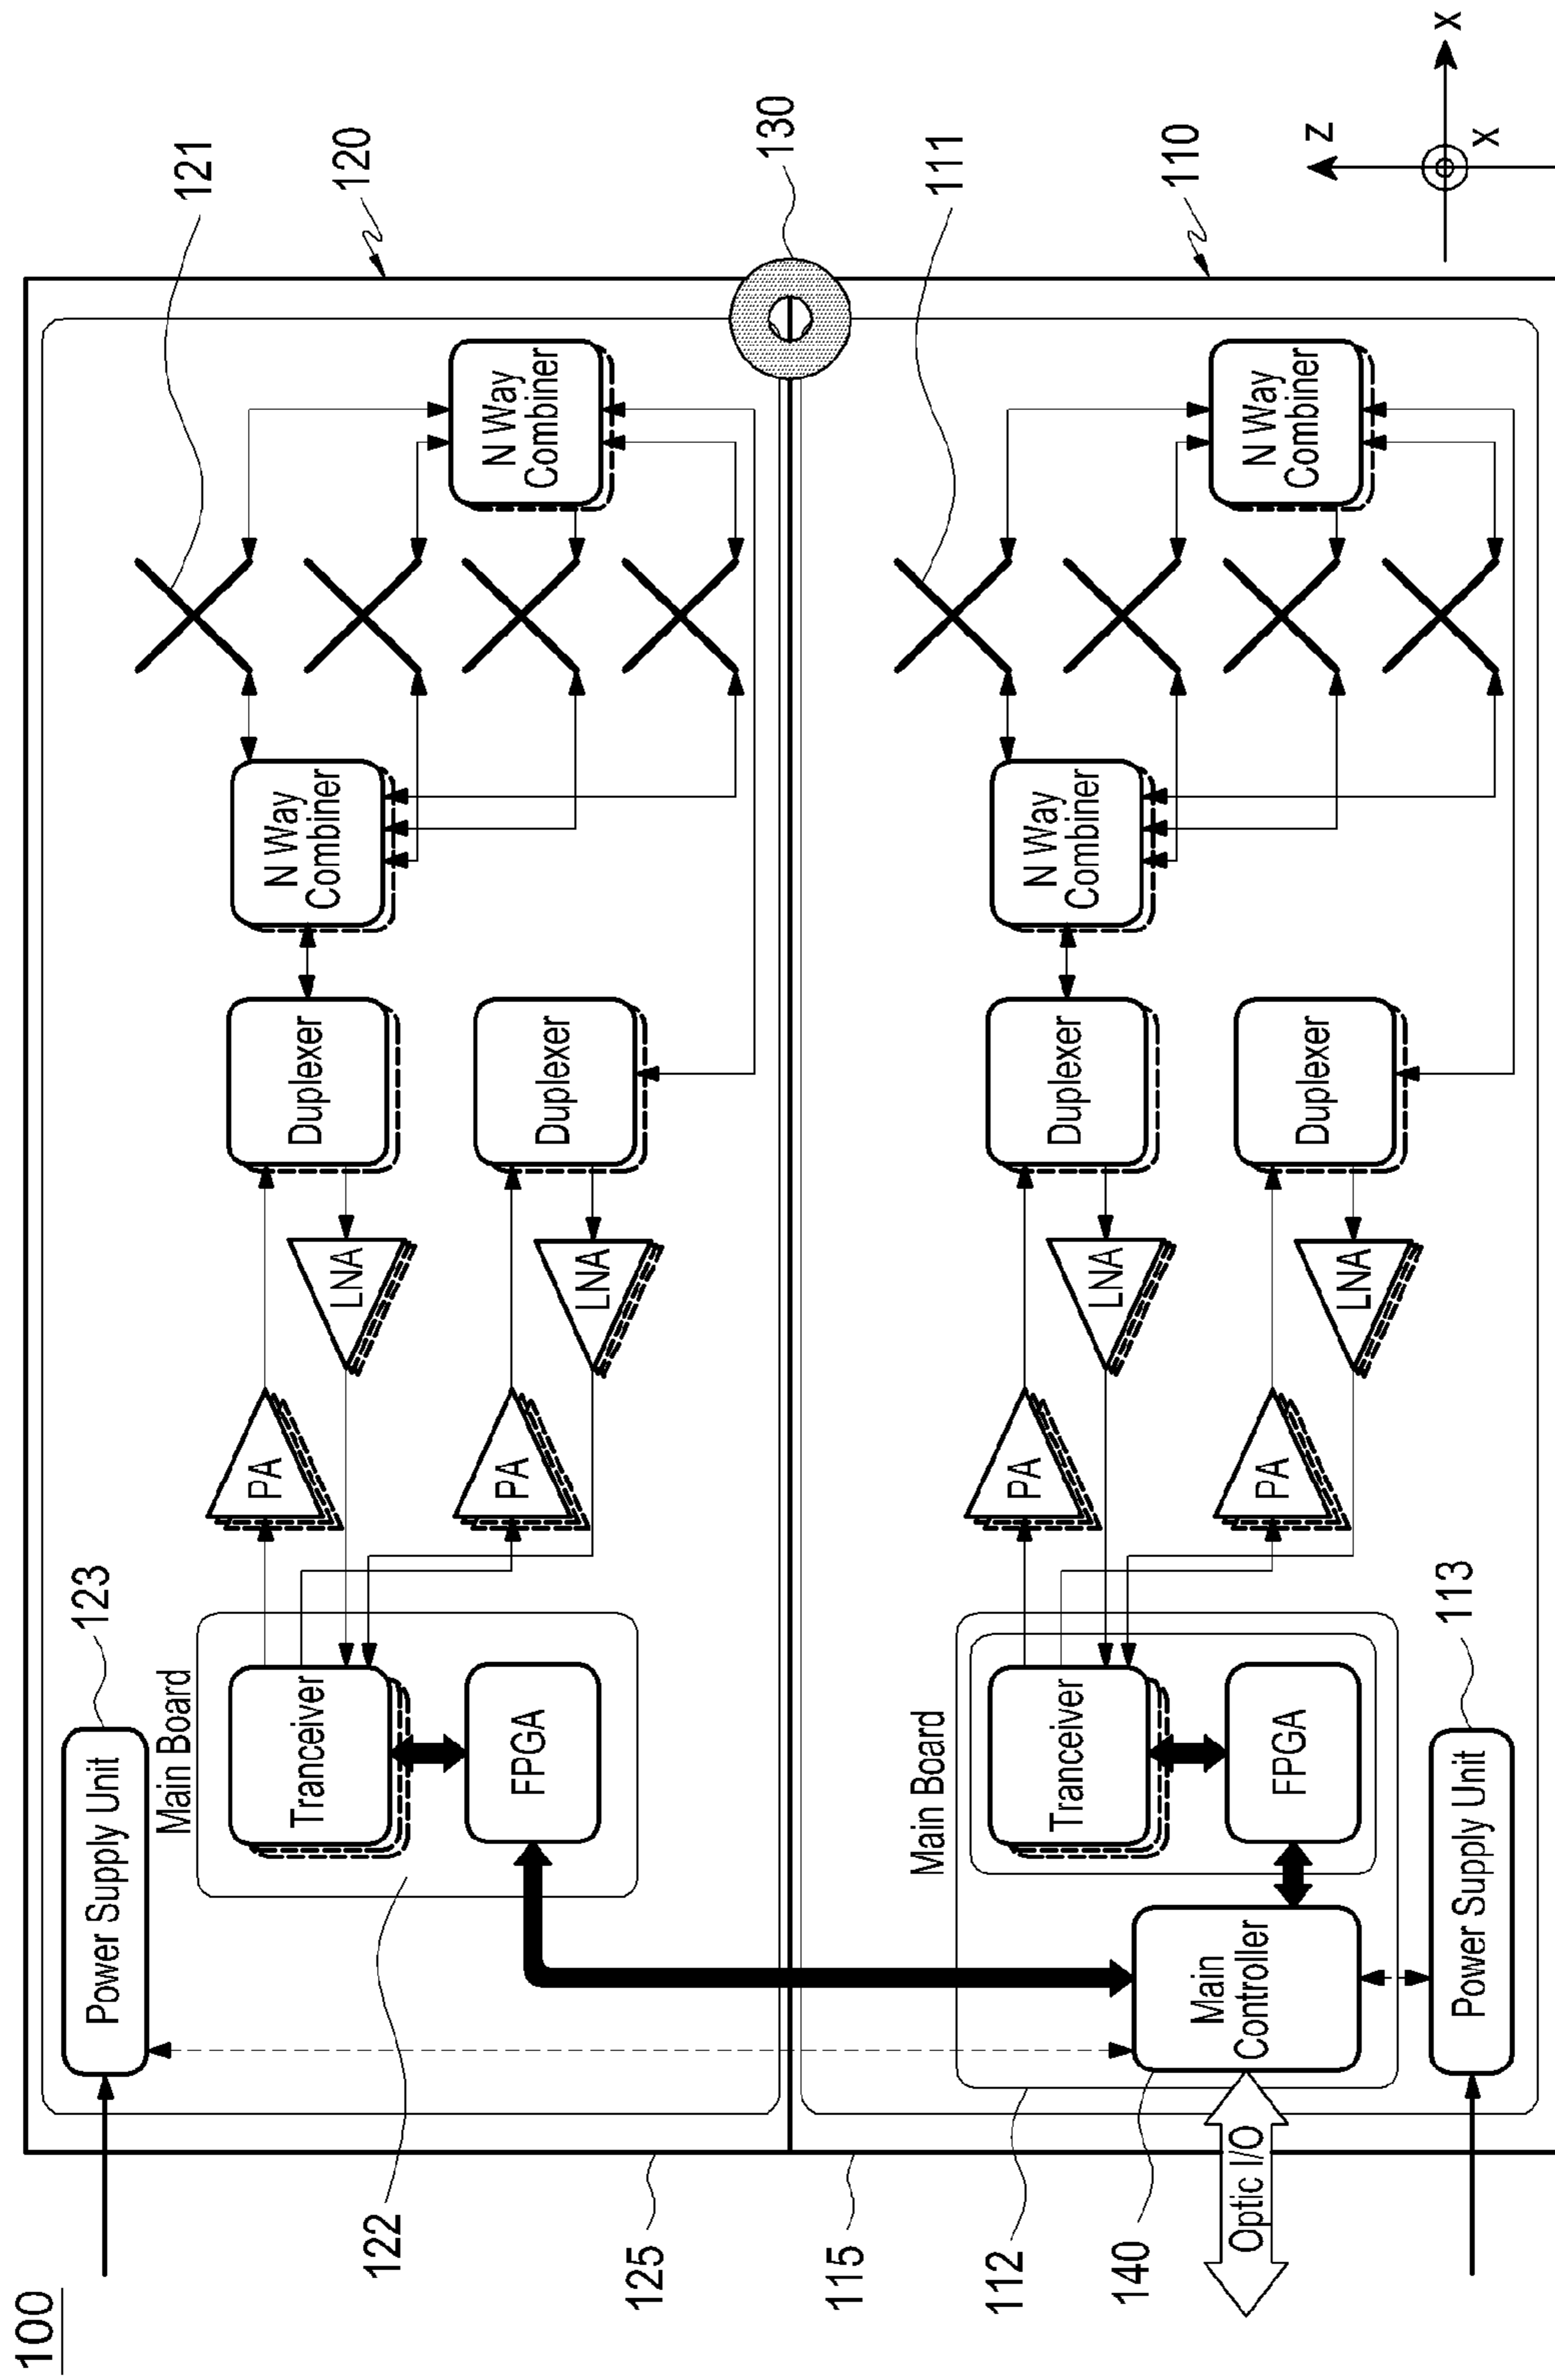 100
Power Supply Unit
123
Main Board
121
Tranceiver
PA
LNA
Duplexer
N Way
Combiner
120
122
FPGA
PA
LNA
Duplexer
N Way
Combiner
125
130
115
Main Board
111
112
Tranceiver
PA
LNA
Duplexer
N Way
Combiner
140
110
Optic I/O
Main
Controller
FPGA
PA
LNA
Duplexer
N Way
Combiner
Z
113
Power Supply Unit
X
X